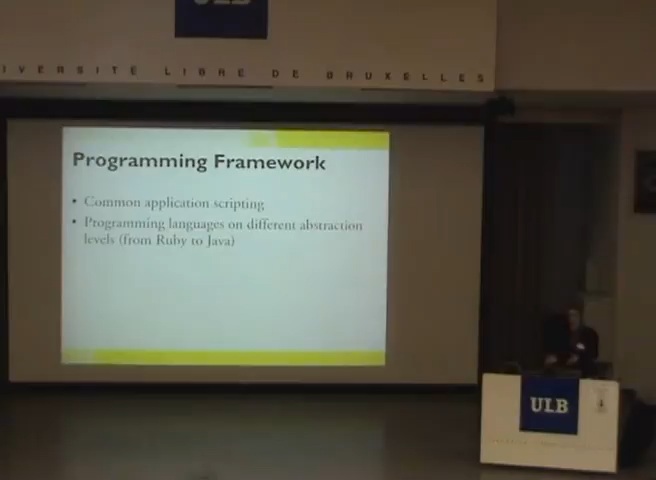 ULB
IVERSITE LIBRE DE BRUXELLES
Programming Framework
• Common application scripting
• Programming languages on different abstraction
levels (from Ruby to Java)
ULB